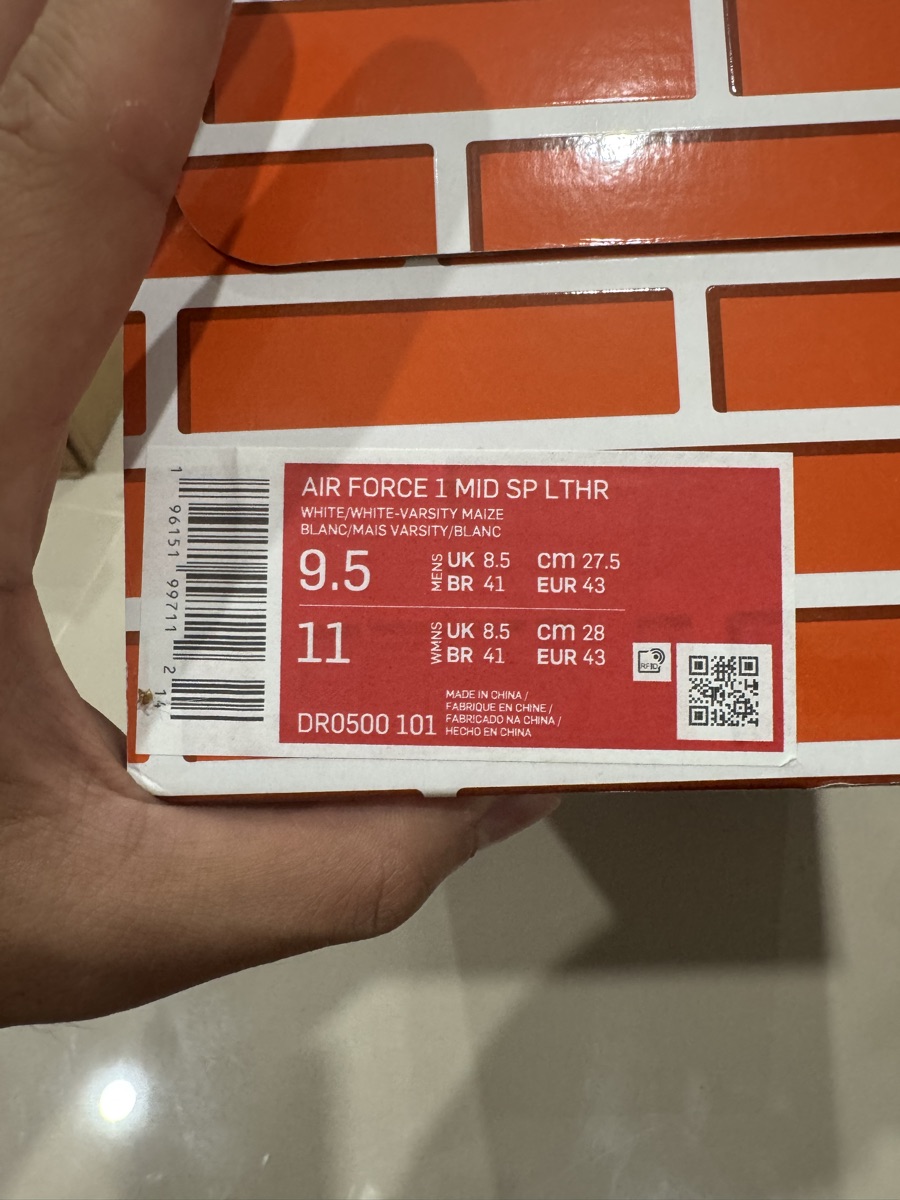 AIR FORCE 1 MID SP LTHR
WHITE/WHITE-VARSITY MAIZE
BLANC/MAIS VARSITY/BLANC
9.5 MENS UK 8.5 cm 27.5
BR 41 EUR 43
11 WMNS UK 8.5 cm 28
BR 41 EUR 43
RFID
DR0500 101
MADE IN CHINA /
FABRIQUE EN CHINE /
FABRICADO NA CHINA /
HECHO EN CHINA
1 96151 99711 2 14